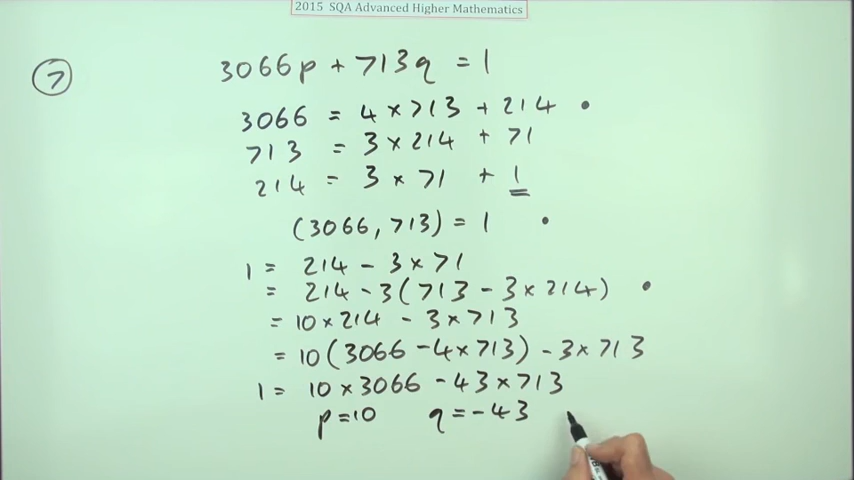 2015 SQA Advanced Higher Mathematics
7
3066p + 713q = 1
3066 = 4 × 713 + 214 •
713 = 3 × 214 + 71
214 = 3 × 71 + 1
(3066, 713) = 1 •
1 = 214 - 3 × 71
= 214 - 3(713 - 3 × 214) •
= 10 × 214 - 3 × 713
= 10(3066 - 4 × 713) - 3 × 713
1 = 10 × 3066 - 43 × 713
p = 10 q = -43